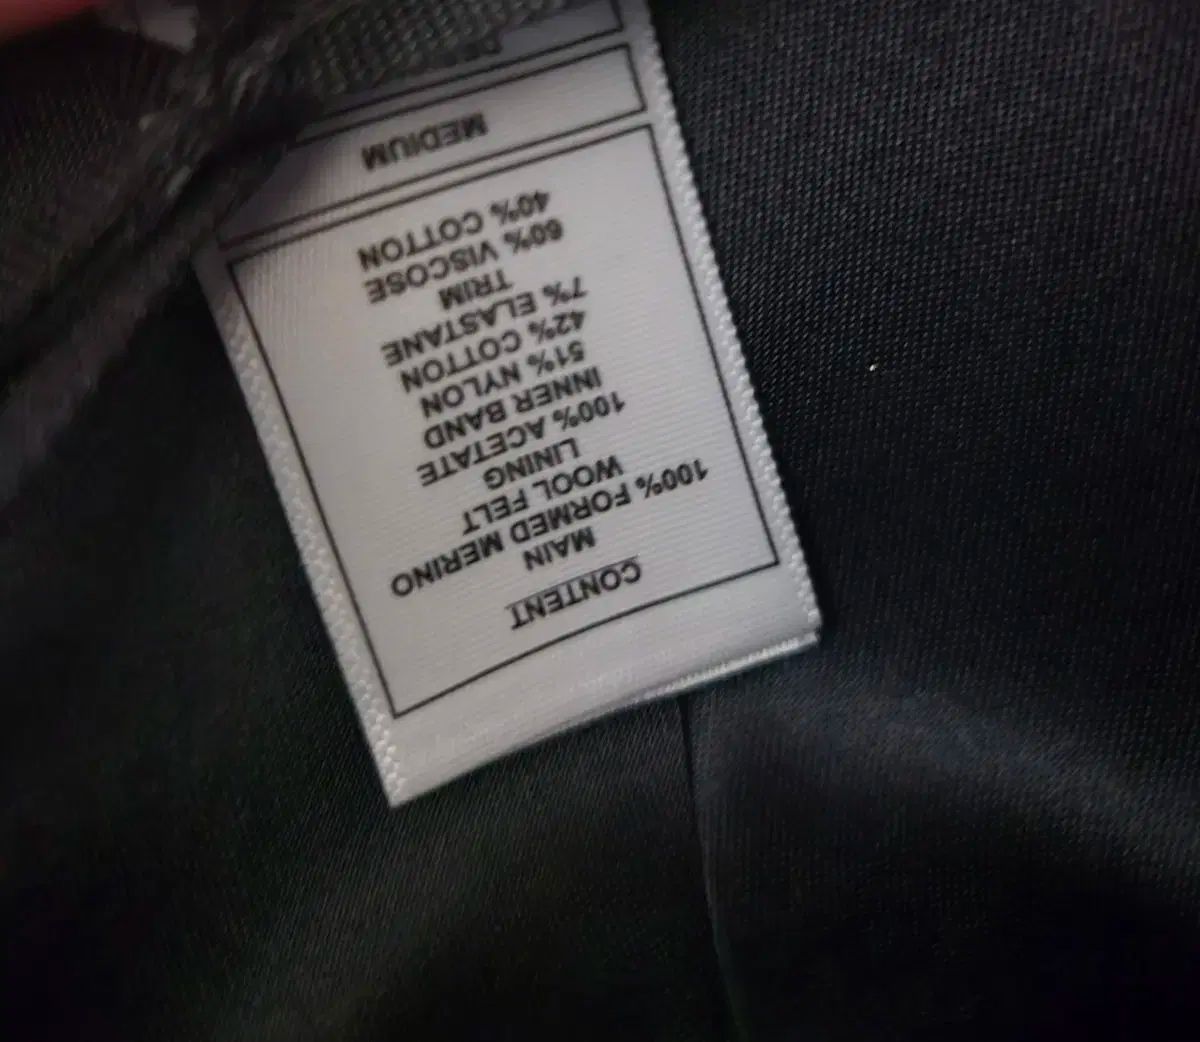 CONTENT
MAIN
100% FORMED MERINO
WOOL FELT
LINING
100% ACETATE
INNER BAND
51% NYLON
42% COTTON
7% ELASTANE
TRIM
60% VISCOSE
40% COTTON
MEDIUM